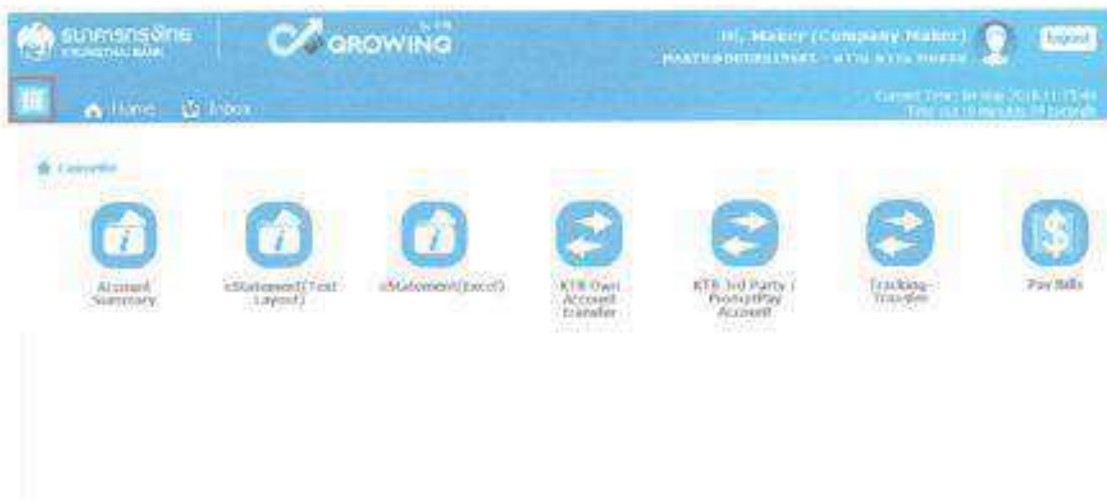 ธนาคารกรุงไทย
KRUNGTHAI BANK
GROWING
Hi, Maker (Company Maker)
Logout
Home
Inbox
Account
Summary
eStatement(Text
Layout)
eStatement(Excel)
KTB Own
Account
transfer
KTB 3rd Party /
PromptPay
Account
Tracking-
Transfer
Pay Bills